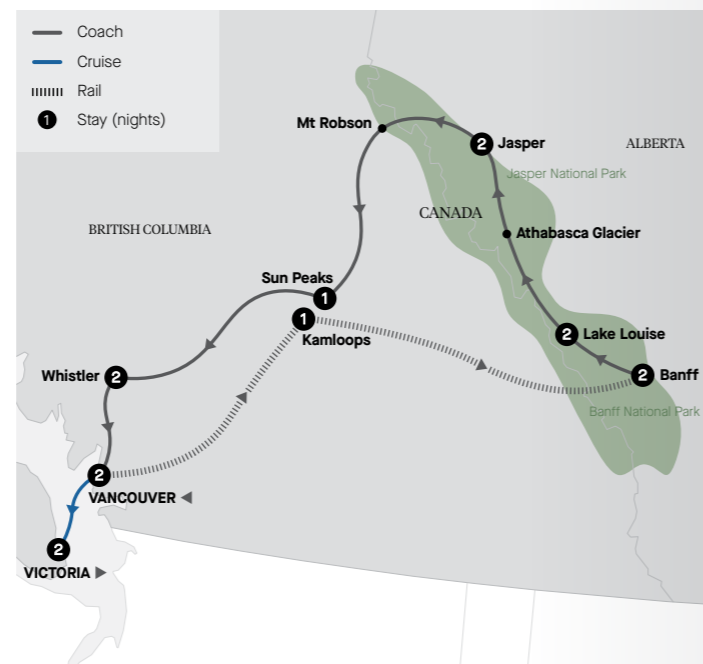 Coach
Cruise
Rail
1 Stay (nights)
Mt Robson
2 Jasper
ALBERTA
Jasper National Park
CANADA
BRITISH COLUMBIA
Athabasca Glacier
Sun Peaks
1
1
Kamloops
2 Lake Louise
Whistler 2
2 Banff
Banff National Park
2
VANCOUVER
2
VICTORIA